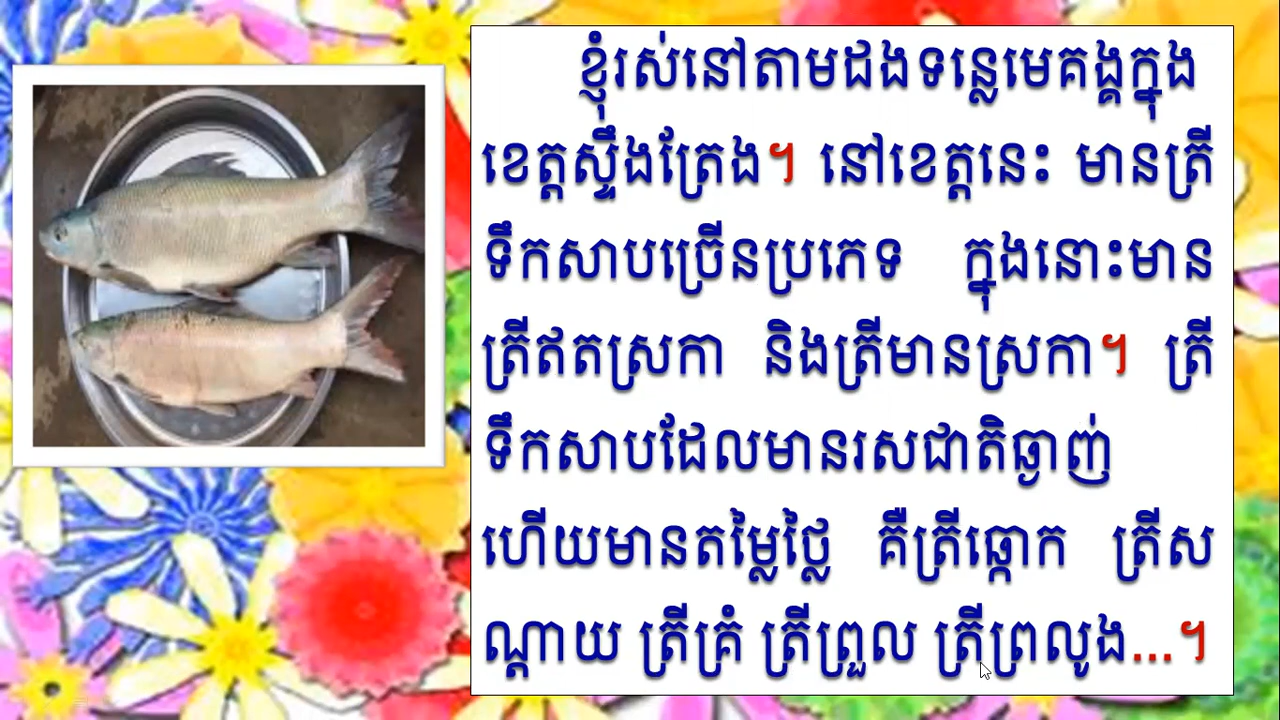 ខ្ញុំរស់នៅតាមដងទន្លេមេគង្គក្នុង
ខេត្តស្ទឹងត្រែង។ នៅខេត្តនេះ មានត្រី
ទឹកសាបច្រើនប្រភេទ ក្នុងនោះមាន
ត្រីឥតស្រកា និងត្រីមានស្រកា។ ត្រី
ទឹកសាបដែលមានរសជាតិឆ្ងាញ់
ហើយមានតម្លៃថ្លៃ គឺត្រីឆ្កោក ត្រីស
ណ្ដាយ ត្រីគ្រំ ត្រីព្រួល ត្រីព្រលូង...។